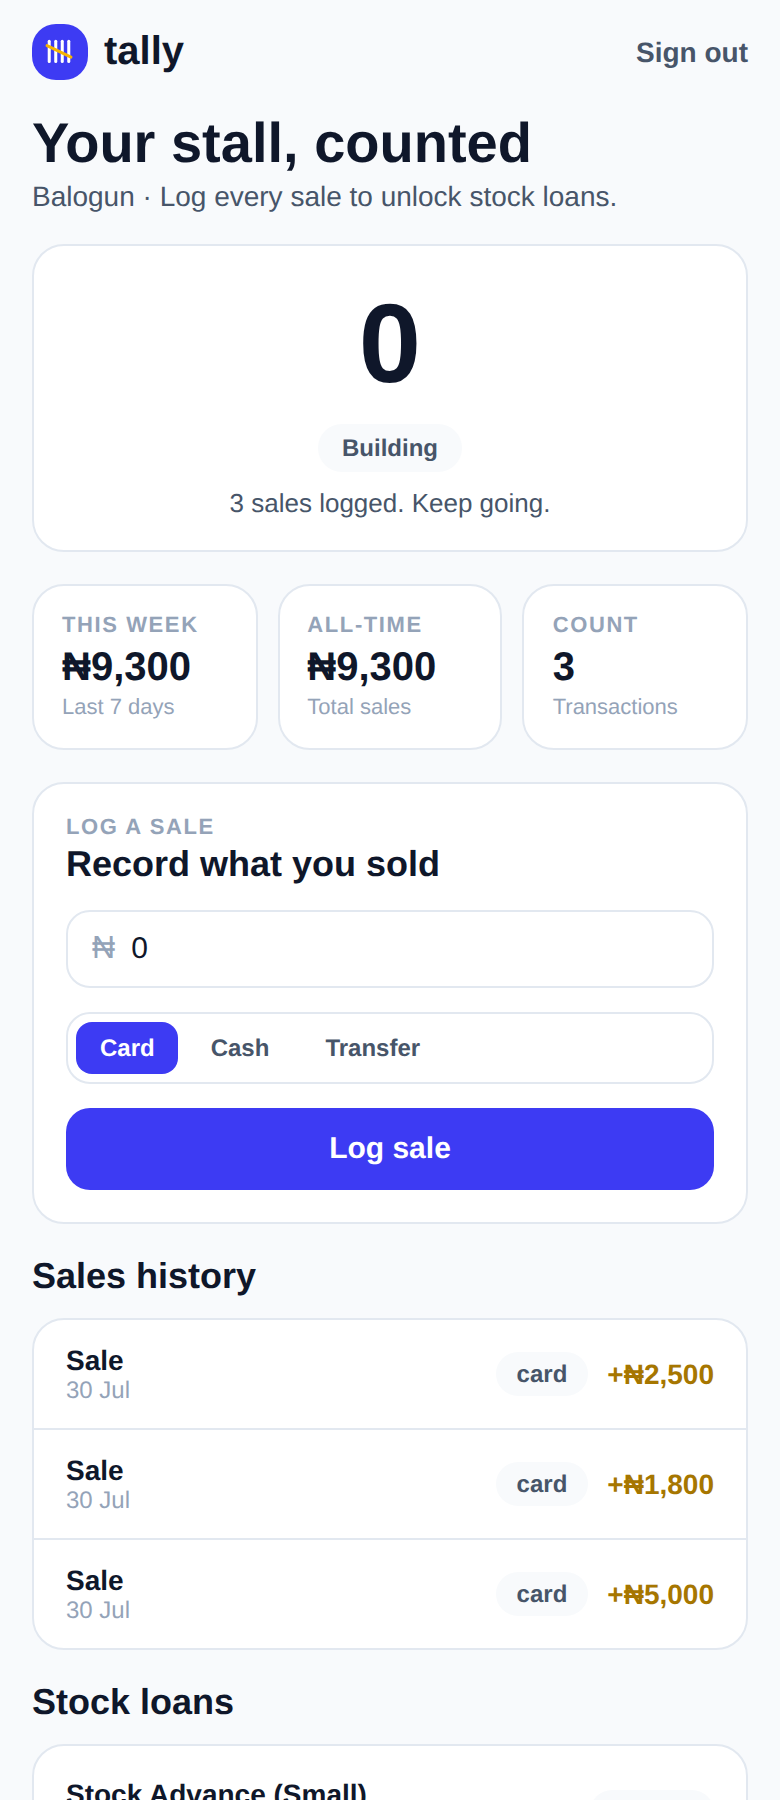 tally
Sign out
Your stall, counted
Balogun · Log every sale to unlock stock loans.
0
Building
3 sales logged. Keep going.
THIS WEEK
₦9,300
Last 7 days
ALL-TIME
₦9,300
Total sales
COUNT
3
Transactions
LOG A SALE
Record what you sold
₦ 0
Card Cash Transfer
Log sale
Sales history
Sale
30 Jul
card +₦2,500
Sale
30 Jul
card +₦1,800
Sale
30 Jul
card +₦5,000
Stock loans
Stock Advance (Small)